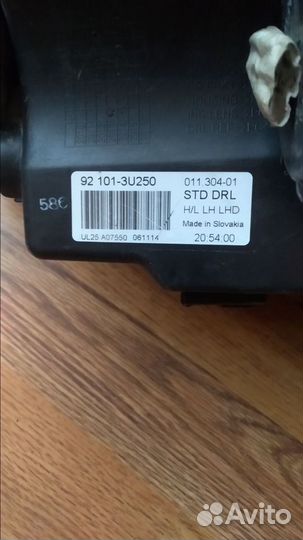 92 101-3U250
011.304-01
STD DRL
H/L LH LHD
Made in Slovakia
UL25 A07550 061114
20:54:00
58€
Avito